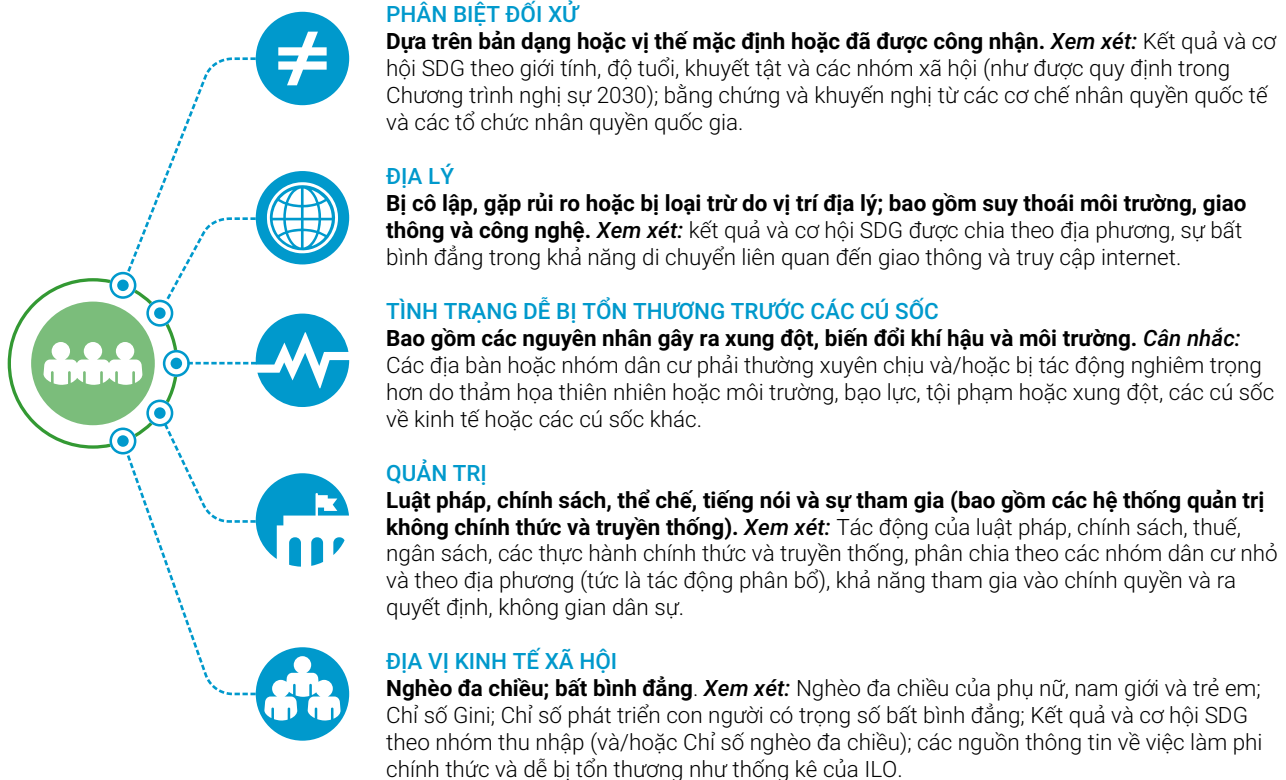 PHÂN BIỆT ĐỐI XỬ
Dựa trên bản dạng hoặc vị thế mặc định hoặc đã được công nhận. Xem xét: Kết quả và cơ
hội SDG theo giới tính, độ tuổi, khuyết tật và các nhóm xã hội (như được quy định trong
Chương trình nghị sự 2030); bằng chứng và khuyến nghị từ các cơ chế nhân quyền quốc tế
và các tổ chức nhân quyền quốc gia.
ĐỊA LÝ
Bị cô lập, gặp rủi ro hoặc bị loại trừ do vị trí địa lý; bao gồm suy thoái môi trường, giao
thông và công nghệ. Xem xét: kết quả và cơ hội SDG được chia theo địa phương, sự bất
bình đẳng trong khả năng di chuyển liên quan đến giao thông và truy cập internet.
TÌNH TRẠNG DỄ BỊ TỔN THƯƠNG TRƯỚC CÁC CÚ SỐC
Bao gồm các nguyên nhân gây ra xung đột, biến đổi khí hậu và môi trường. Cân nhắc:
Các địa bàn hoặc nhóm dân cư phải thường xuyên chịu và/hoặc bị tác động nghiêm trọng
hơn do thảm họa thiên nhiên hoặc môi trường, bạo lực, tội phạm hoặc xung đột, các cú sốc
về kinh tế hoặc các cú sốc khác.
QUẢN TRỊ
Luật pháp, chính sách, thể chế, tiếng nói và sự tham gia (bao gồm các hệ thống quản trị
không chính thức và truyền thống). Xem xét: Tác động của luật pháp, chính sách, thuế,
ngân sách, các thực hành chính thức và truyền thống, phân chia theo các nhóm dân cư nhỏ
và theo địa phương (tức là tác động phân bổ), khả năng tham gia vào chính quyền và ra
quyết định, không gian dân sự.
ĐỊA VỊ KINH TẾ XÃ HỘI
Nghèo đa chiều; bất bình đẳng. Xem xét: Nghèo đa chiều của phụ nữ, nam giới và trẻ em;
Chỉ số Gini; Chỉ số phát triển con người có trọng số bất bình đẳng; Kết quả và cơ hội SDG
theo nhóm thu nhập (và/hoặc Chỉ số nghèo đa chiều); các nguồn thông tin về việc làm phi
chính thức và dễ bị tổn thương như thống kê của ILO.